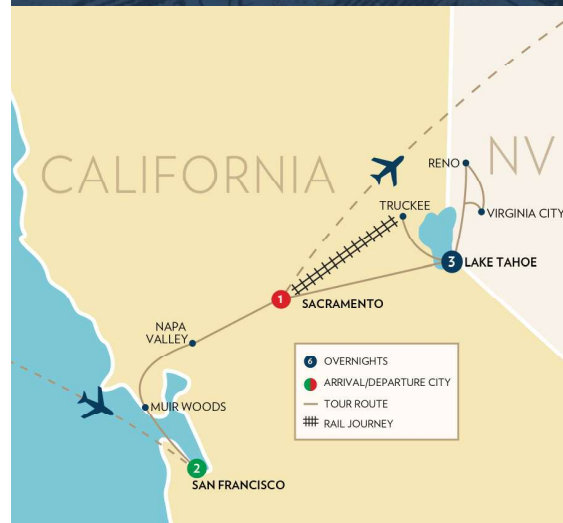 CALIFORNIA
NV
RENO
TRUCKEE
VIRGINIA CITY
3 LAKE TAHOE
1
SACRAMENTO
NAPA
VALLEY
6 OVERNIGHTS
ARRIVAL/DEPARTURE CITY
TOUR ROUTE
RAIL JOURNEY
MUIR WOODS
2
SAN FRANCISCO